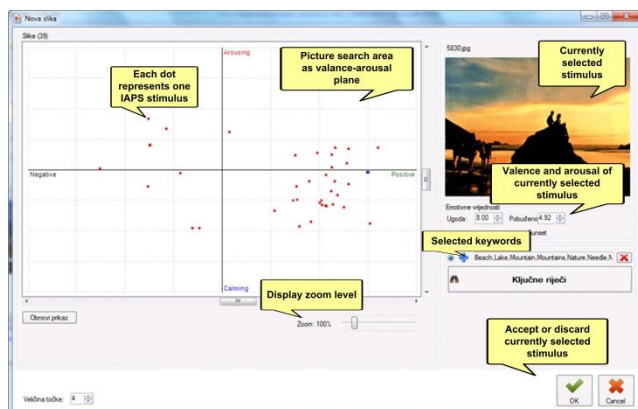 Nova slika
Slike (39)
Arousing
Picture search area
as valance-arousal
plane
Each dot
represents one
IAPS stimulus
Negative
Positive
Calming
5830.jpg
Currently
selected
stimulus
Valence and arousal of
currently selected
stimulus
Emotivne vrijednosti
Ugoda: 8.00
Pobuđeno 4.92
Selected keywords
Beach,Lake,Mountain,Mountains,Nature,Needle,N
Ključne riječi
Display zoom level
Obnovi prikaz
Zoom: 100%
Accept or discard
currently selected
stimulus
Veličina točke: 4
OK
Cancel